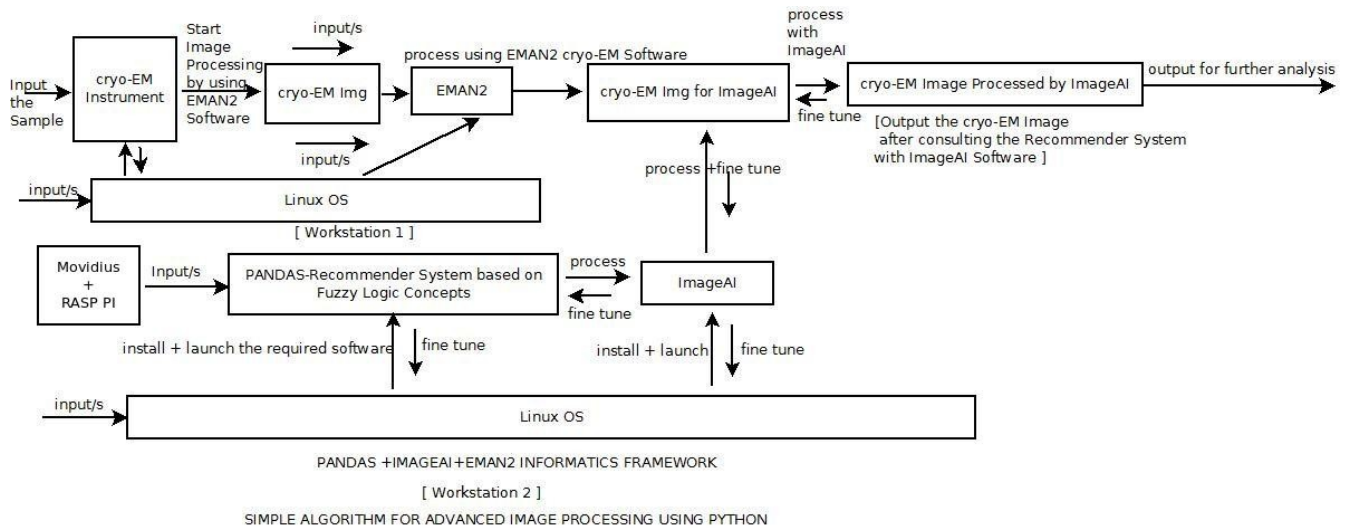 process
with
ImageAI
input/s
Start
Image
Processing
by using
EMAN2
Software
process using EMAN2 cryo-EM Software
Input
the
Sample
cryo-EM
Instrument
cryo-EM Img
EMAN2
cryo-EM Img for ImageAI
fine tune
cryo-EM Image Processed by ImageAI
output for further analysis
[Output the cryo-EM Image
after consulting the Recommender System
with ImageAI Software ]
input/s
input/s
Linux OS
[ Workstation 1 ]
process +fine tune
Movidius
+
RASP PI
Input/s
PANDAS-Recommender System based on
Fuzzy Logic Concepts
process
fine tune
ImageAI
install + launch the required software
fine tune
install + launch
fine tune
input/s
Linux OS
PANDAS +IMAGEAI+EMAN2 INFORMATICS FRAMEWORK
[ Workstation 2 ]
SIMPLE ALGORITHM FOR ADVANCED IMAGE PROCESSING USING PYTHON